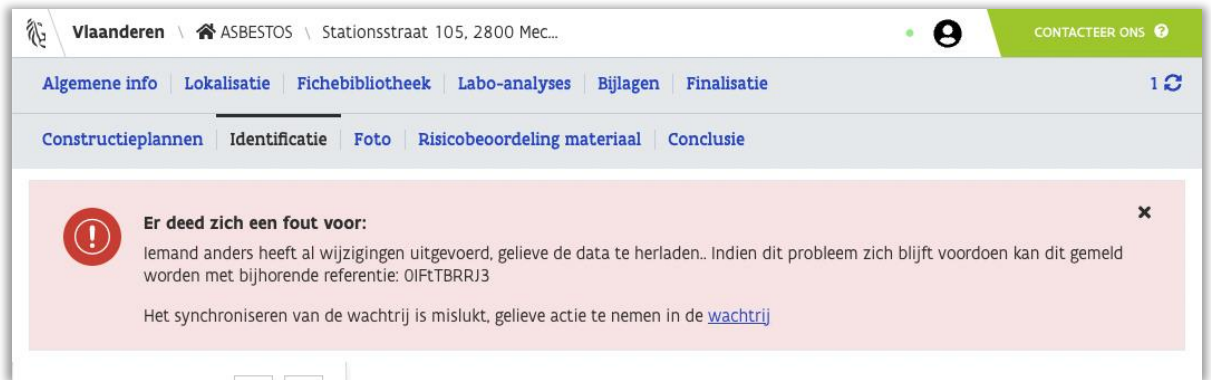 Vlaanderen \ ASBESTOS \ Stationsstraat 105, 2800 Mec...
CONTACTEER ONS ?
Algemene info | Lokalisatie | Fichebibliotheek | Labo-analyses | Bijlagen | Finalisatie
1
Constructieplannen | Identificatie | Foto | Risicobeoordeling materiaal | Conclusie
Er deed zich een fout voor:
Iemand anders heeft al wijzigingen uitgevoerd, gelieve de data te herladen.. Indien dit probleem zich blijft voordoen kan dit gemeld
worden met bijhorende referentie: 0IFtTBRRJ3
Het synchroniseren van de wachtrij is mislukt, gelieve actie te nemen in de wachtrij